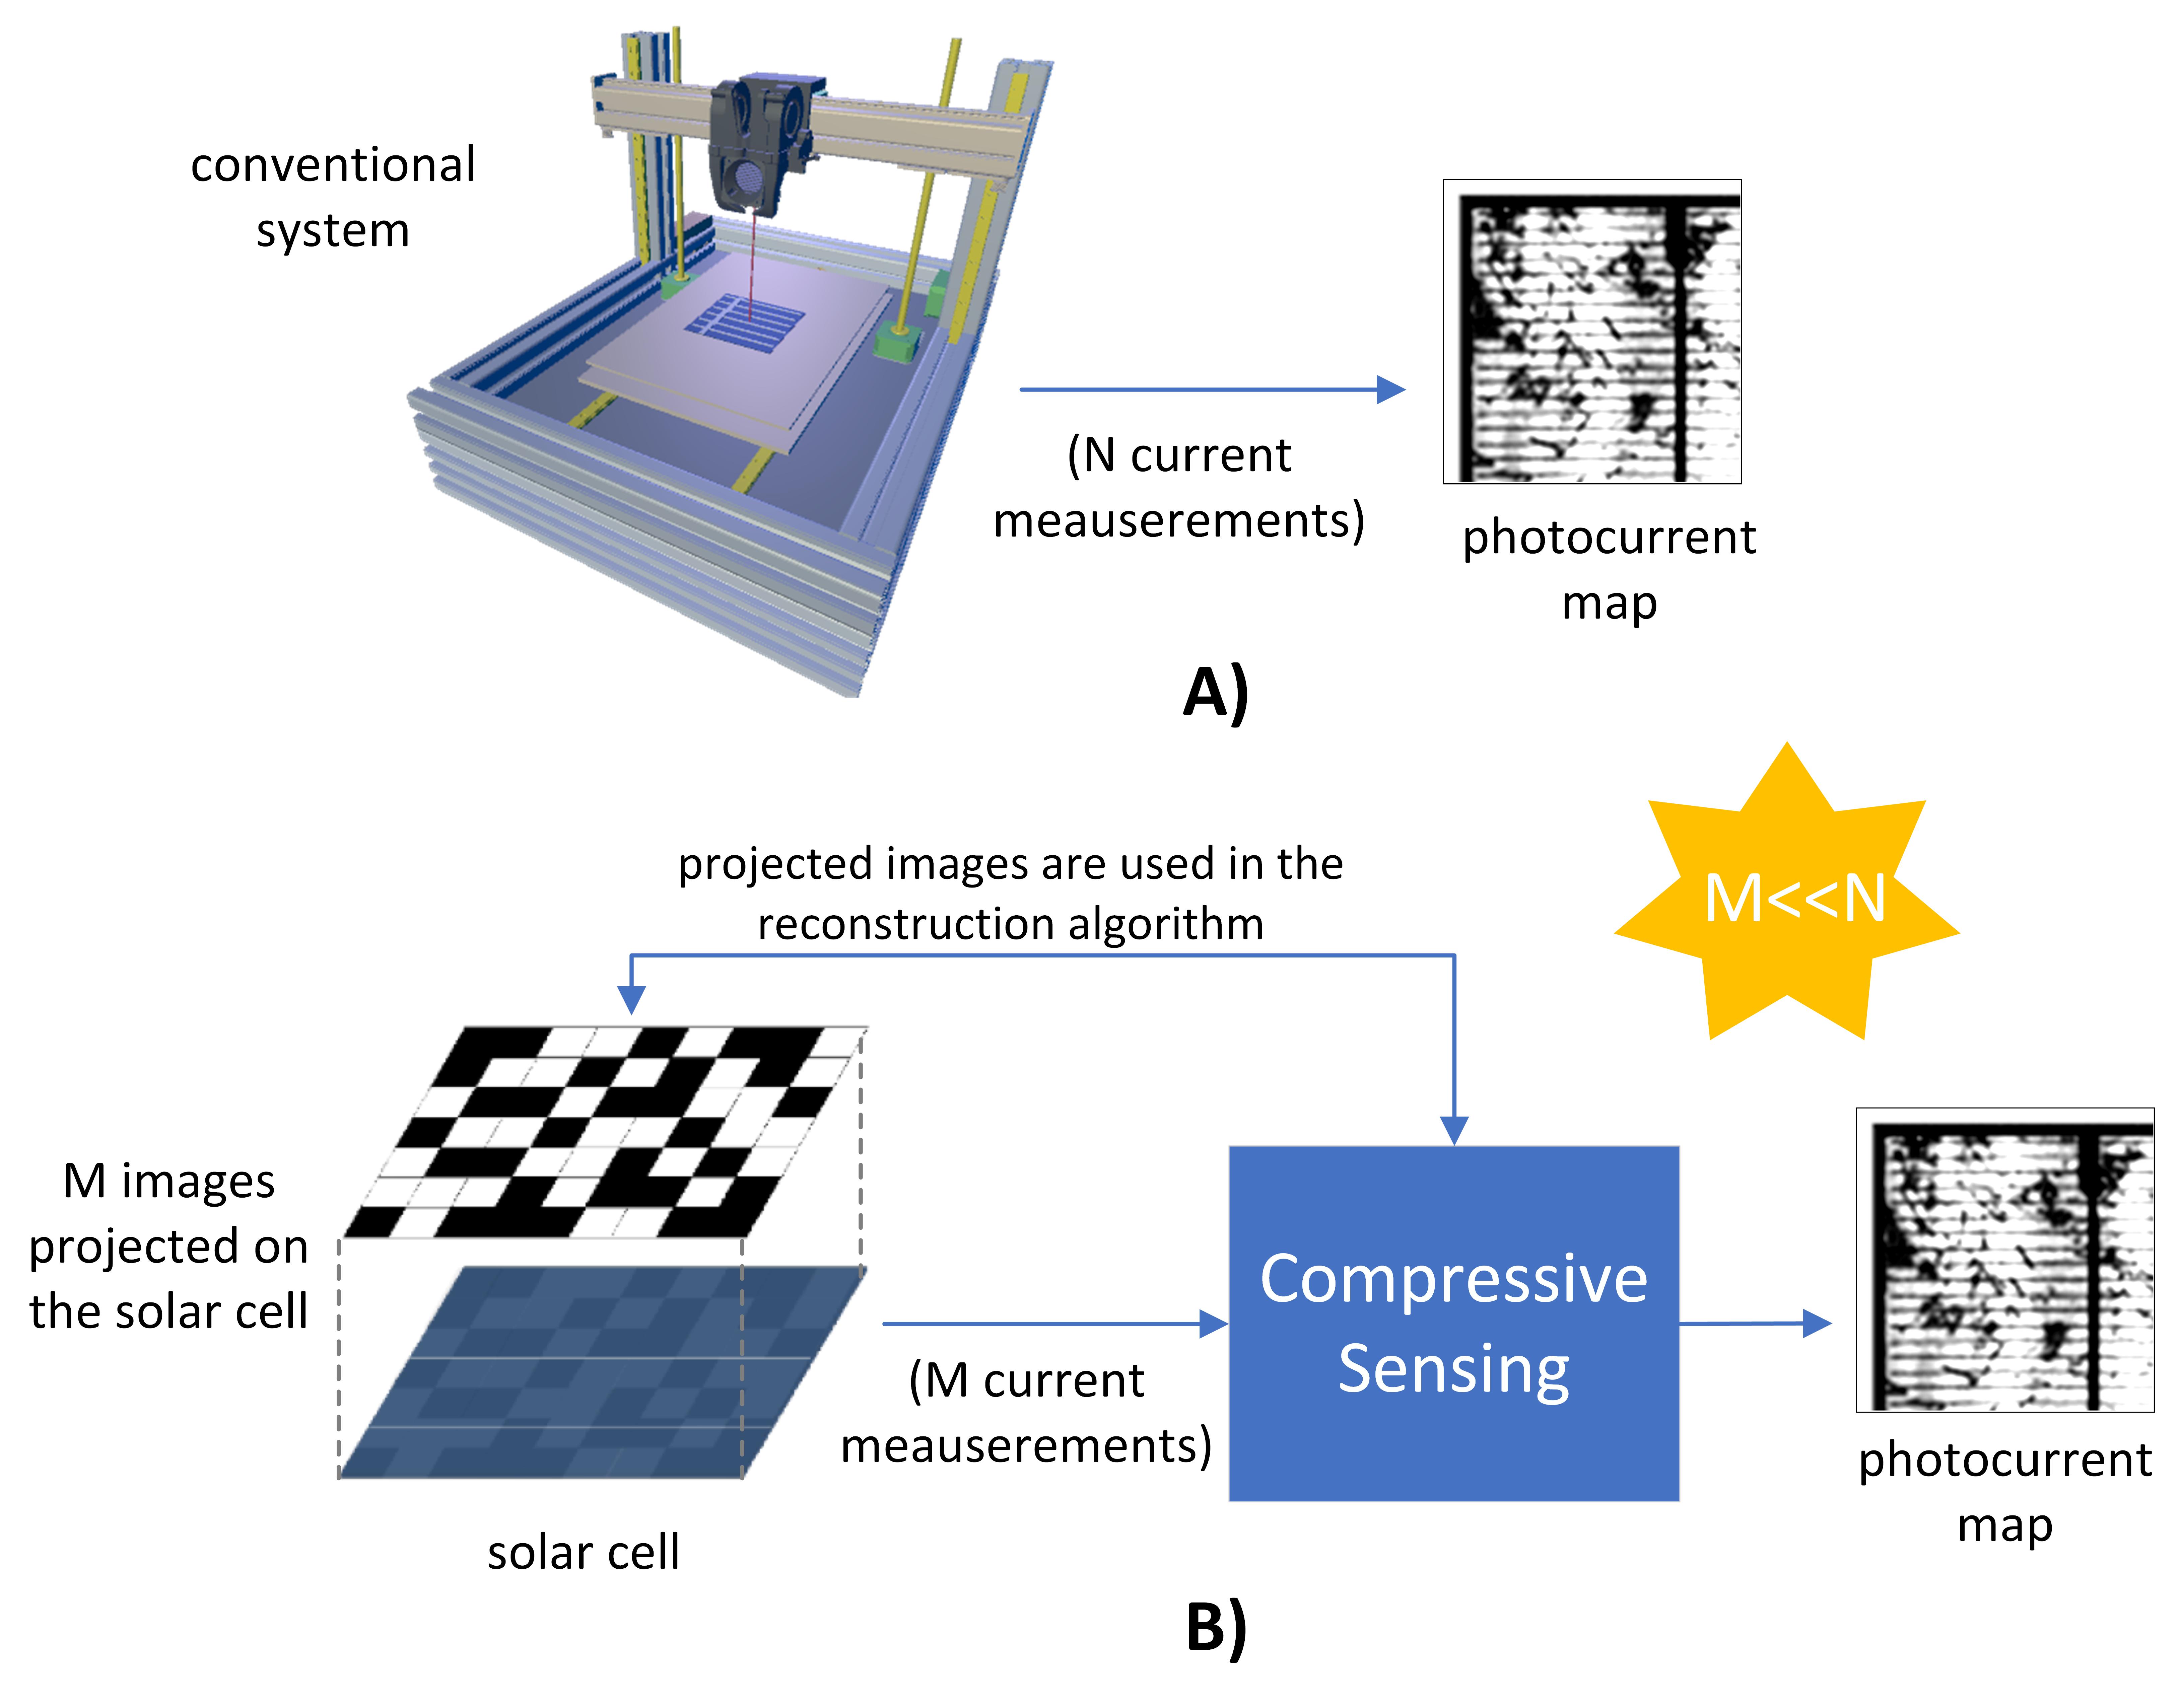 conventional
system
(N current
meauserements)
photocurrent
map
A)
M<<N
projected images are used in the
reconstruction algorithm
M images
projected on
the solar cell
Compressive
Sensing
(M current
meauserements)
photocurrent
map
solar cell
B)